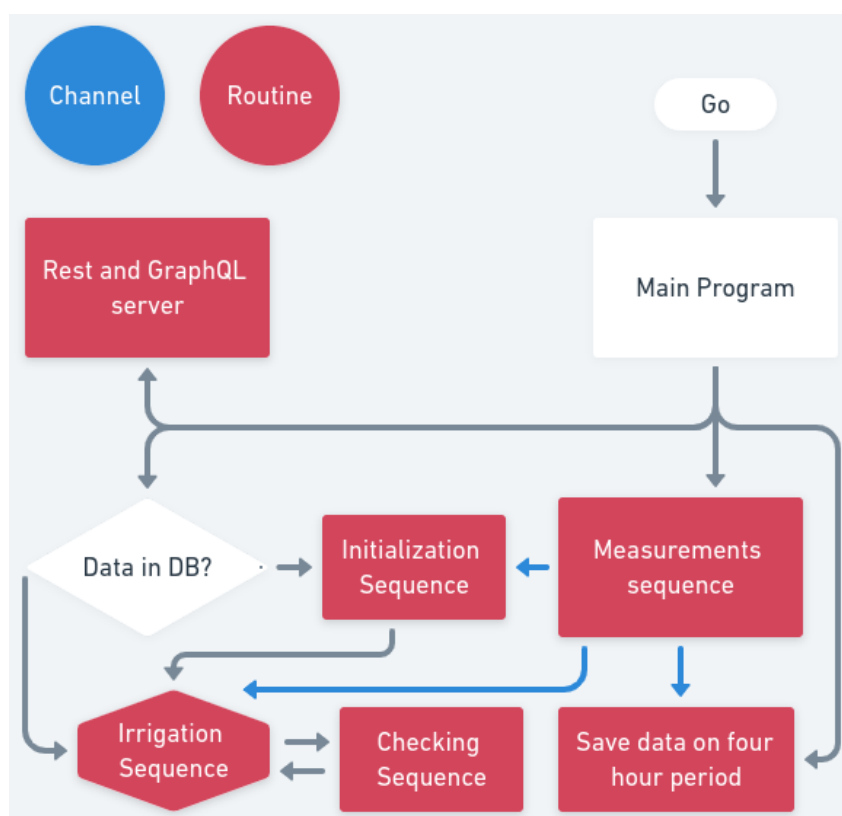 Channel
Routine
Go
Rest and GraphQL
server
Main Program
Data in DB?
Initialization
Sequence
Measurements
sequence
Irrigation
Sequence
Checking
Sequence
Save data on four
hour period